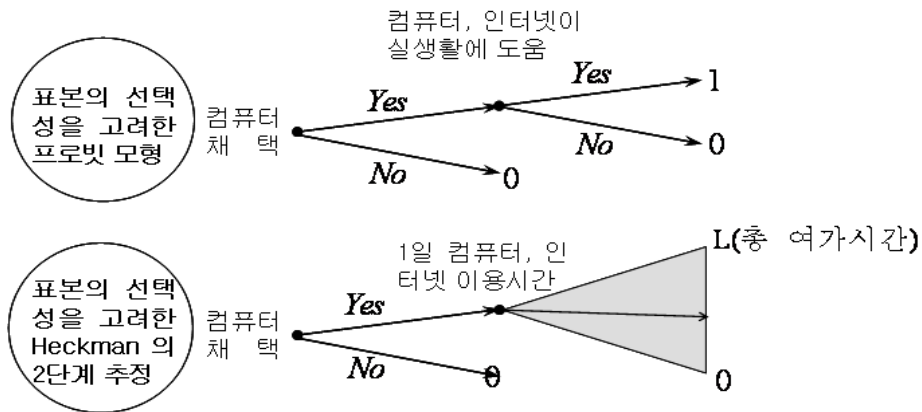 컴퓨터, 인터넷이
실생활에 도움
표본의 선택
성을 고려한
프로빗 모형
컴퓨터
채 택
Yes
No
0
Yes
No
1
0
표본의 선택
성을 고려한
Heckman 의
2단계 추정
컴퓨터
채 택
Yes
No
0
1일 컴퓨터, 인
터넷 이용시간
L(총 여가시간)
0